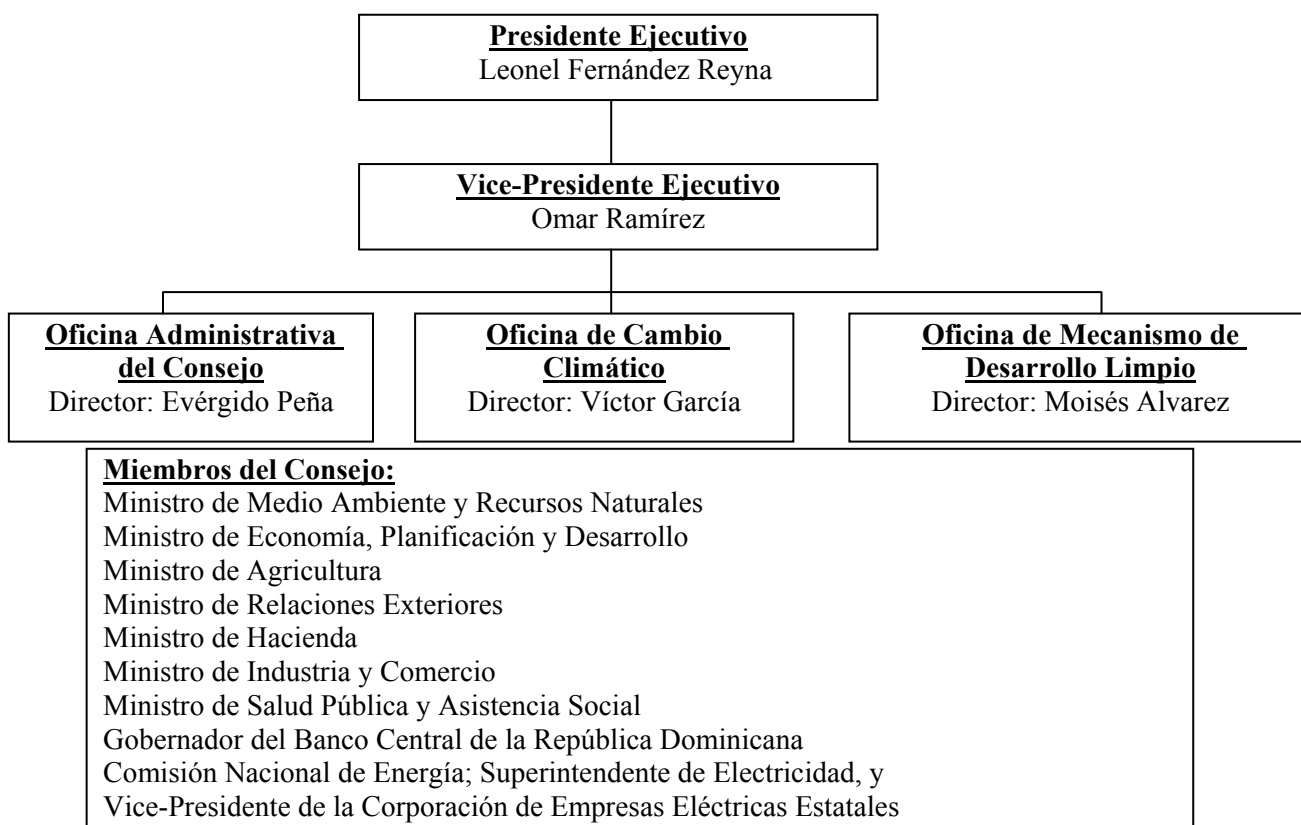 Presidente Ejecutivo
Leonel Fernández Reyna
Vice-Presidente Ejecutivo
Omar Ramírez
Oficina Administrativa
del Consejo
Director: Evérgido Peña
Oficina de Cambio
Climático
Director: Víctor García
Oficina de Mecanismo de
Desarrollo Limpio
Director: Moisés Alvarez
Miembros del Consejo:
Ministro de Medio Ambiente y Recursos Naturales
Ministro de Economía, Planificación y Desarrollo
Ministro de Agricultura
Ministro de Relaciones Exteriores
Ministro de Hacienda
Ministro de Industria y Comercio
Ministro de Salud Pública y Asistencia Social
Gobernador del Banco Central de la República Dominicana
Comisión Nacional de Energía; Superintendente de Electricidad, y
Vice-Presidente de la Corporación de Empresas Eléctricas Estatales